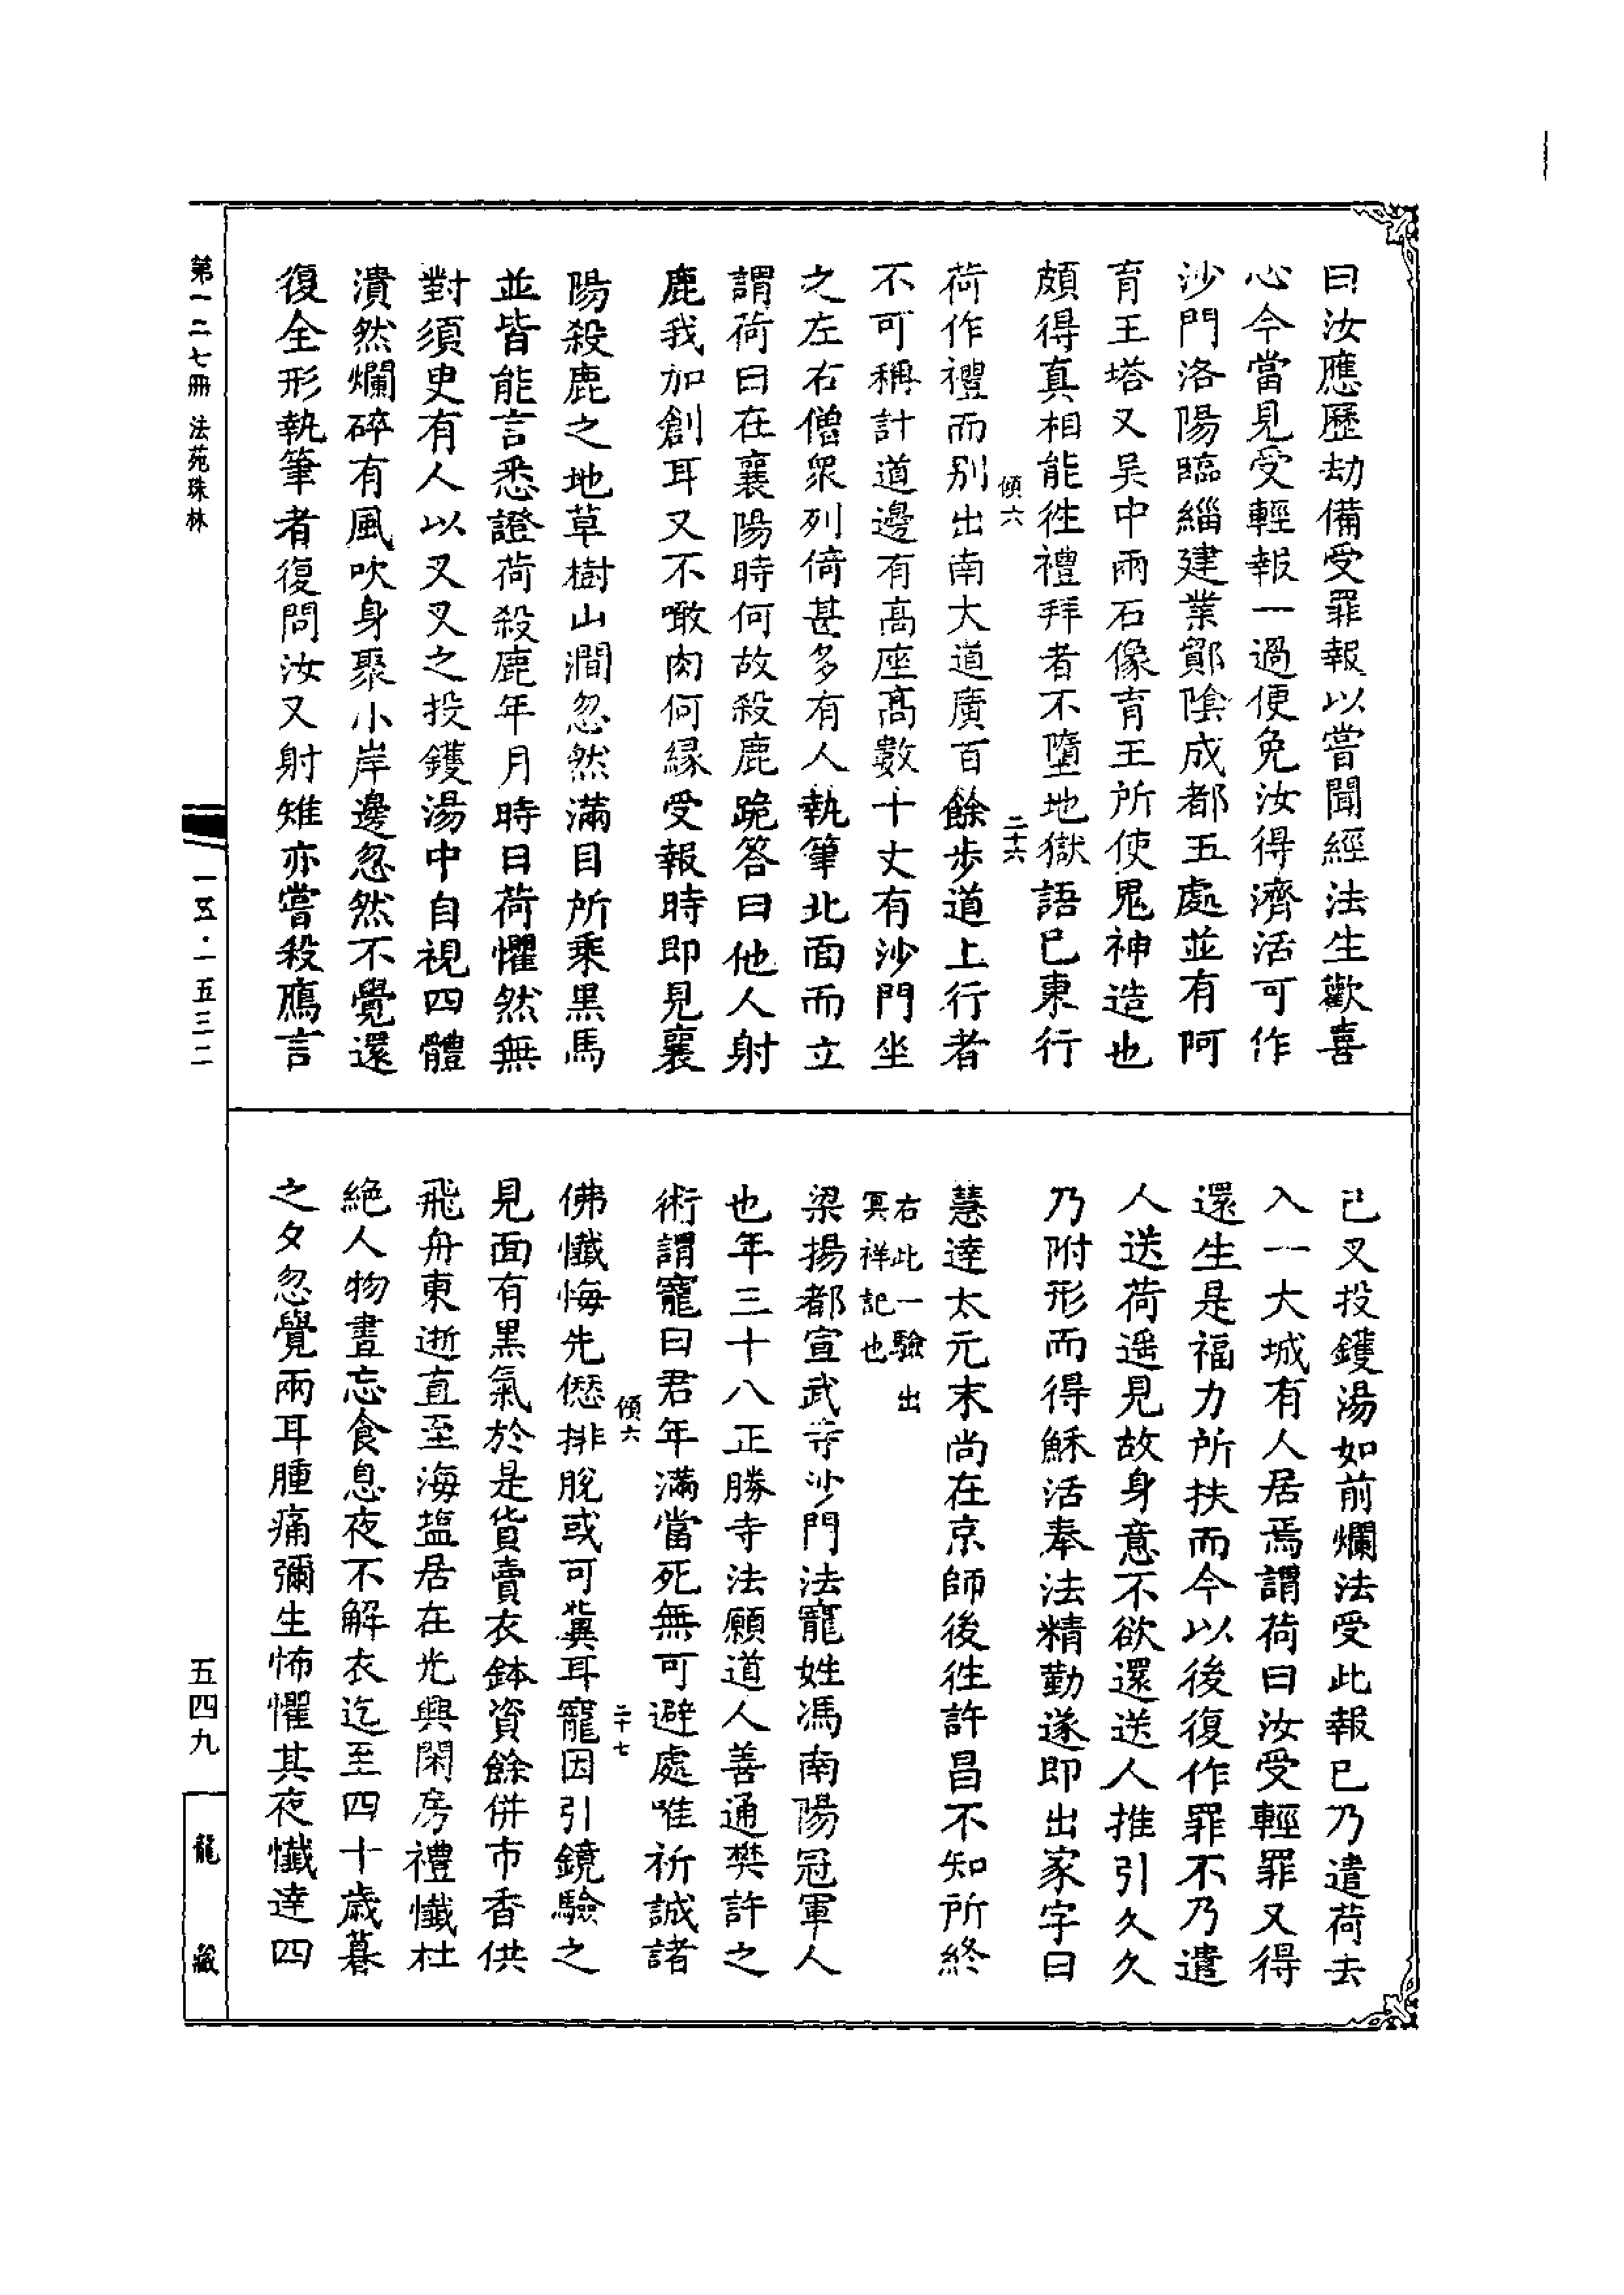 曰汝應歷劫備受罪報以嘗聞經法生歡喜
心今當見受輕報一過便免汝得濟活可作
沙門洛陽臨緇建業鄮陰成都五處並有阿
育王塔又吳中兩石像育王所使鬼神造也
頗得真相能徃禮拜者不墮地獄語已東行
傾六 二十六
荷作禮而别出南大道廣百餘步道上行者
不可稱計道邊有高座高數十丈有沙門坐
之左右僧衆列倚甚多有人執筆北面而立
謂荷曰在襄陽時何故殺鹿跪答曰他人射
鹿我加創耳又不噉肉何緣受報時即見襄
陽殺鹿之地草樹山澗忽然滿目所乘黑馬
並皆能言悉證荷殺鹿年月時日荷懼然無
對須臾有人以叉叉之投鑊湯中自視四體
潰然爛碎有風吹身聚小岸邊忽然不覺還
復全形執筆者復問汝又射雉亦嘗殺鴈言
已叉投鑊湯如前爛法受此報已乃遣荷去
入一大城有人居焉謂荷曰汝受輕罪又得
還生是福力所扶而今以後復作罪不乃遣
人送荷遥見故身意不欲還送人推引久久
乃附形而得穌活奉法精勤遂即出家字曰
慧達太元末尚在京師後徃許昌不知所終
右此一驗出
冥祥記也
梁揚都宣武寺沙門法寵姓馮南陽冠軍人
也年三十八正勝寺法願道人善通樊許之
術謂寵曰君年滿當死無可避處唯祈誠諸
傾六 二十七
佛懺悔先𠎝排脫或可冀耳寵因引鏡驗之
見面有黑氣於是貨賣衣鉢資餘併市香供
飛舟東逝直至海塩居在光興閑房禮懺杜
絶人物晝忘食息夜不解衣迄至四十歲暮
之夕忽覺兩耳腫痛彌生怖懼其夜懺達四
第一二七冊 法苑珠林
一五·一五三二
五四九
龍藏